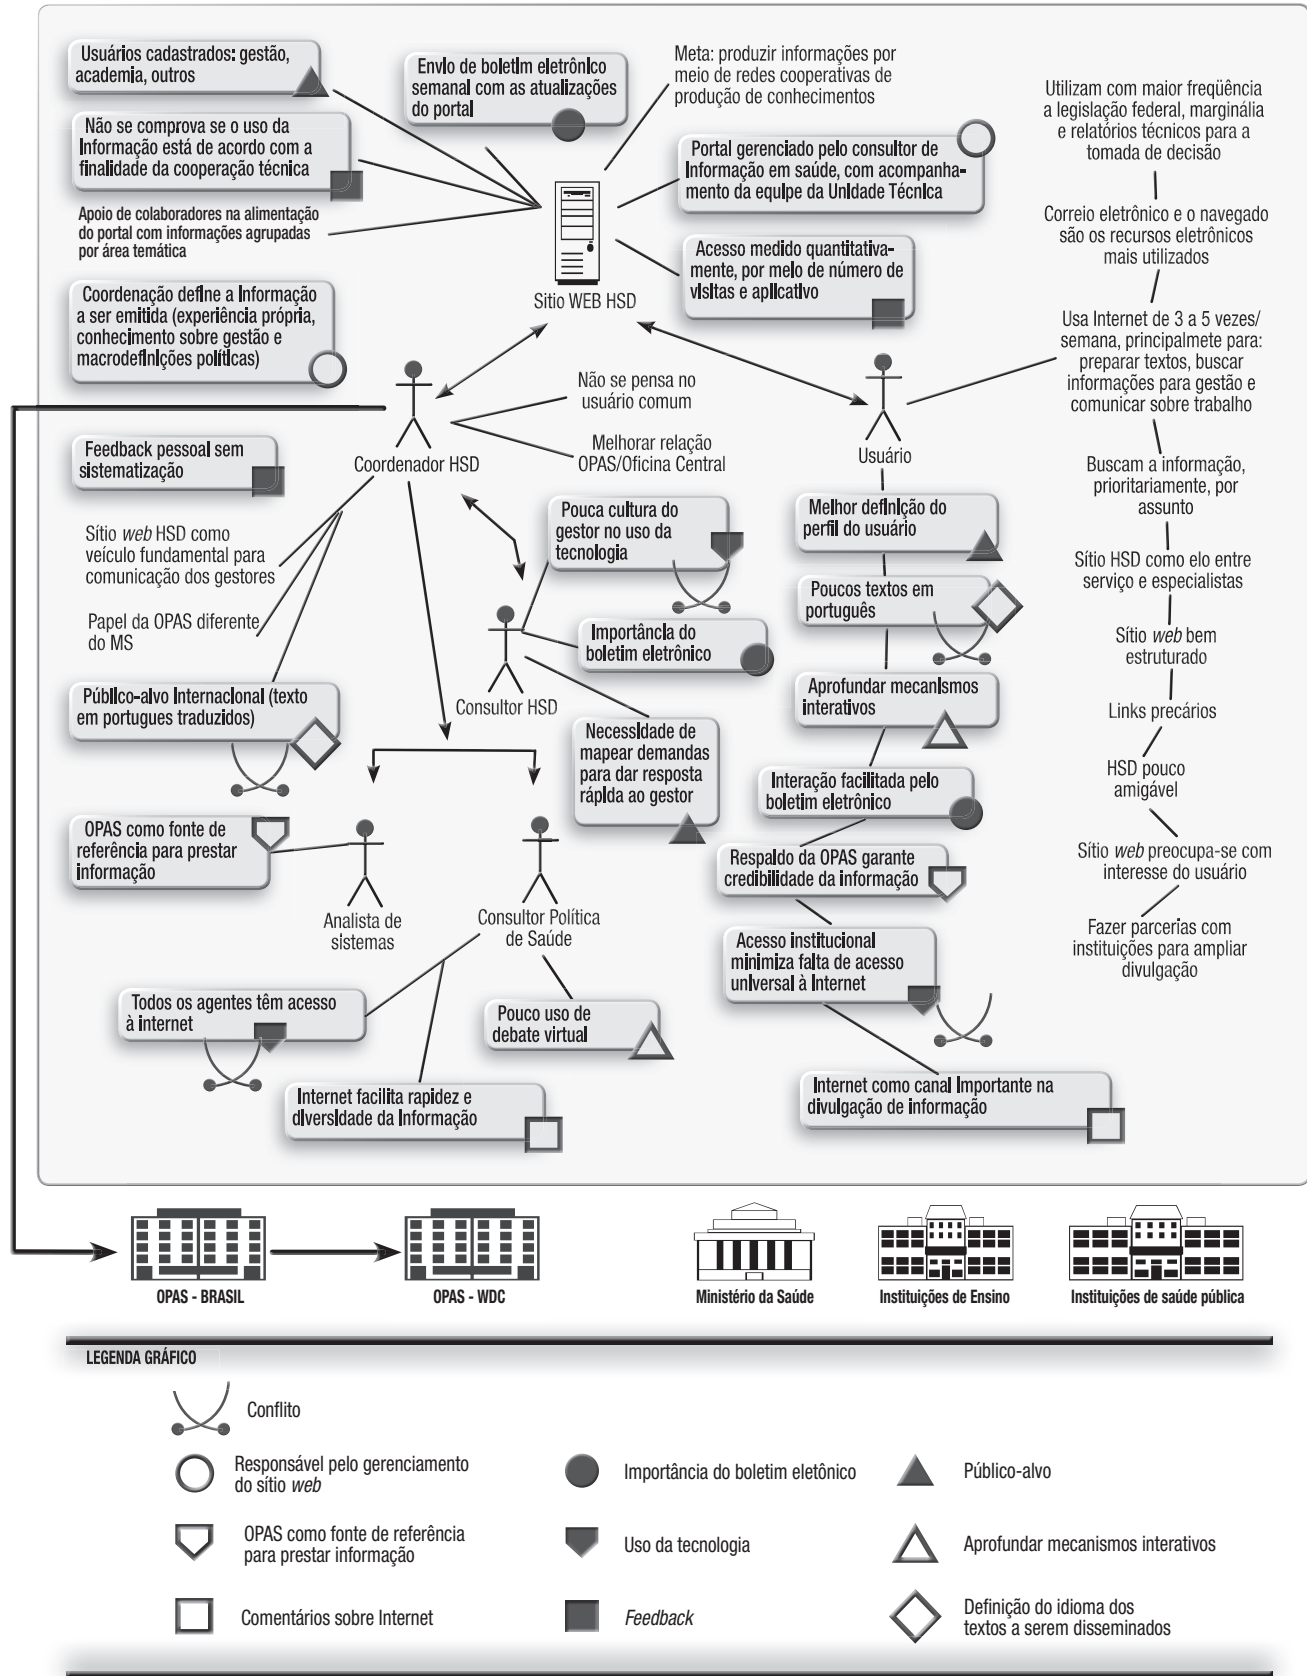 Usuários cadastrados: gestão,
academia, outros
Envio de boletim eletrônico
semanal com as atualizações
do portal
Meta: produzir informações por
meio de redes cooperativas de
produção de conhecimentos
Não se comprova se o uso da
Informação está de acordo com a
finalidade da cooperação técnica
Portal gerenciado pelo consultor de
Informação em saúde, com acompanha-
mento da equipe da Unidade Técnica
Apoio de colaboradores na alimentação
do portal com informações agrupadas
por área temática
Acesso medido quantitativa-
mente, por meio de número de
visitas e aplicativo
Sitio WEB HSD
Coordenação define a Informação
a ser emitida (experiência própria,
conhecimento sobre gestão e
macrodefinições políticas)
Utilizam com maior freqüência
a legislação federal, marginália
e relatórios técnicos para a
tomada de decisão
Correio eletrônico e o navegado
são os recursos eletrônicos
mais utilizados
Usa Internet de 3 a 5 vezes/
semana, principalmete para:
preparar textos, buscar
informações para gestão e
comunicar sobre trabalho
Buscam a informação,
prioritariamente, por
assunto
Sítio HSD como elo entre
serviço e especialistas
Sítio web bem
estruturado
Links precários
HSD pouco
amigável
Sítio web preocupa-se com
interesse do usuário
Fazer parcerias com
instituições para ampliar
divulgação
Não se pensa no
usuário comum
Melhorar relação
OPAS/Oficina Central
Coordenador HSD
Usuário
Feedback pessoal sem
sistematização
Sítio web HSD como
veículo fundamental para
comunicação dos gestores
Papel da OPAS diferente
do MS
Público-alvo Internacional (texto
em portugues traduzidos)
OPAS como fonte de
referência para prestar
informação
Pouca cultura do
gestor no uso da
tecnologia
Importância do
boletim eletrônico
Consultor HSD
Necessidade de
mapear demandas
para dar resposta
rápida ao gestor
Melhor definição do
perfil do usuário
Poucos textos em
português
Aprofundar mecanismos
interativos
Interação facilitada pelo
boletim eletrônico
Respaldo da OPAS garante
credibilidade da informação
Acesso institucional
minimiza falta de acesso
universal à Internet
Internet como canal Importante na
divulgação de informação
Analista de
sistemas
Consultor Política
de Saúde
Todos os agentes têm acesso
à internet
Pouco uso de
debate virtual
Internet facilita rapidez e
diversidade da Informação
OPAS - BRASIL
OPAS - WDC
Ministério da Saúde
Instituições de Ensino
Instituições de saúde pública
LEGENDA GRÁFICO
Conflito
Responsável pelo gerenciamento
do sítio web
Importância do boletim eletônico
Público-alvo
OPAS como fonte de referência
para prestar informação
Uso da tecnologia
Aprofundar mecanismos interativos
Comentários sobre Internet
Feedback
Definição do idioma dos
textos a serem disseminados